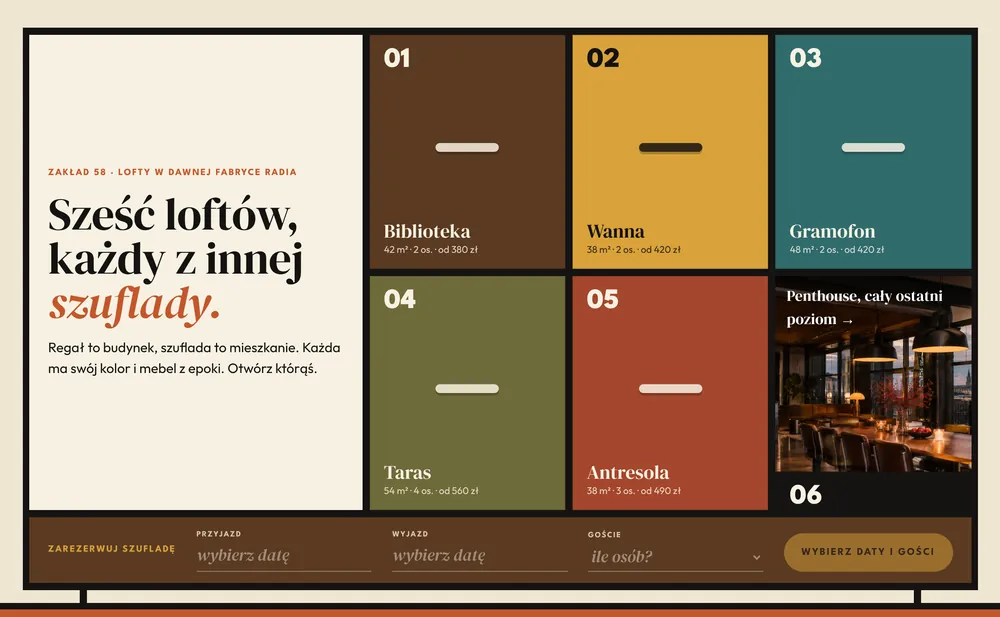 ZAKŁAD 58 · LOFTY W DAWNEJ FABRYCE RADIA
Sześć loftów,
każdy z innej
szuflady.
Regał to budynek, szuflada to mieszkanie. Każda
ma swój kolor i mebel z epoki. Otwórz którąś.
01
Biblioteka
42 m² · 2 os. · od 380 zł
02
Wanna
38 m² · 2 os. · od 420 zł
03
Gramofon
48 m² · 2 os. · od 420 zł
04
Taras
54 m² · 4 os. · od 560 zł
05
Antresola
38 m² · 3 os. · od 490 zł
Penthouse, cały ostatni
poziom →
06
ZAREZERWUJ SZUFLADĘ
PRZYJAZD
wybierz datę
WYJAZD
wybierz datę
GOŚCIE
ile osób?
WYBIERZ DATY I GOŚCI